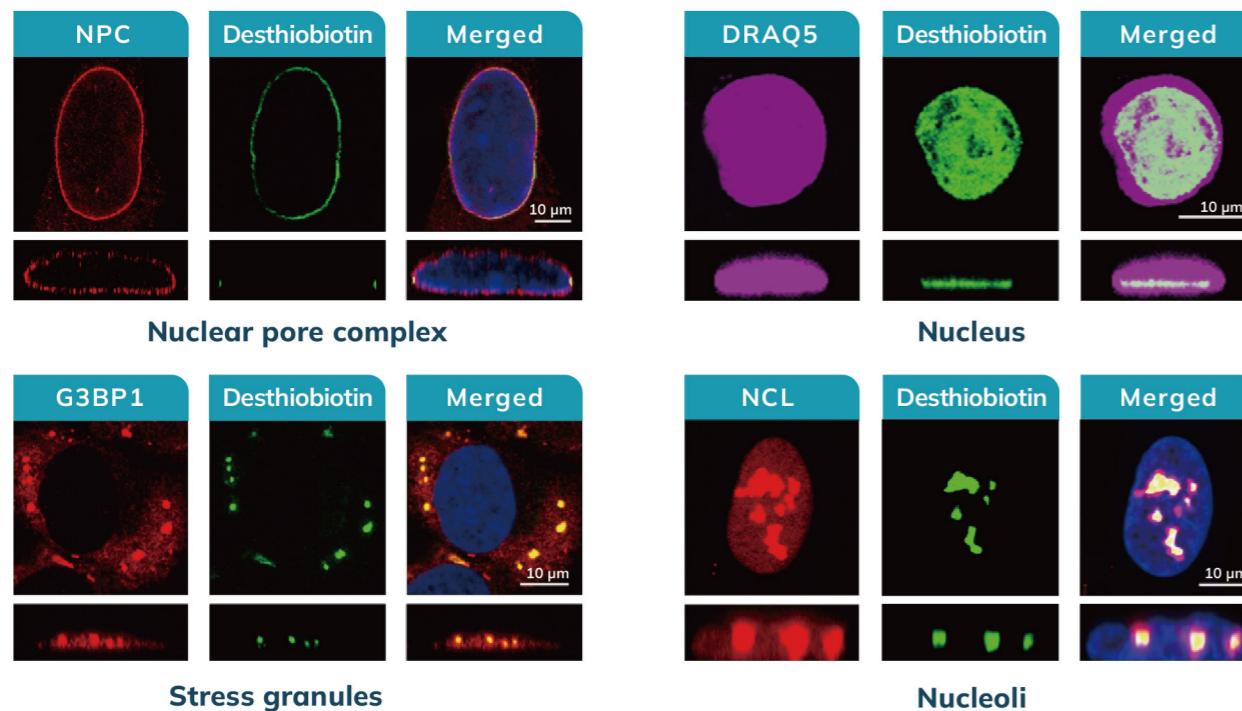 NPC Desthiobiotin Merged
10 µm
Nuclear pore complex
DRAQ5 Desthiobiotin Merged
10 µm
Nucleus
G3BP1 Desthiobiotin Merged
10 µm
Stress granules
NCL Desthiobiotin Merged
10 µm
Nucleoli